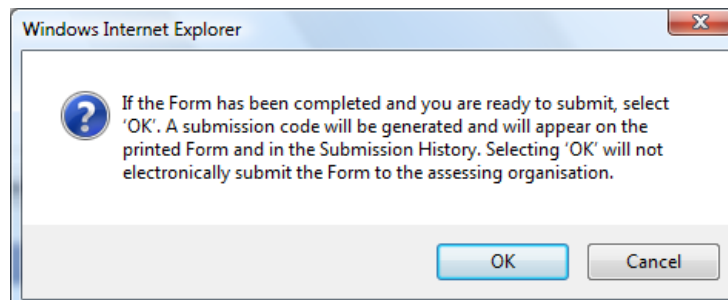 Windows Internet Explorer
If the Form has been completed and you are ready to submit, select
‘OK’. A submission code will be generated and will appear on the
printed Form and in the Submission History. Selecting ‘OK’ will not
electronically submit the Form to the assessing organisation.
OK
Cancel